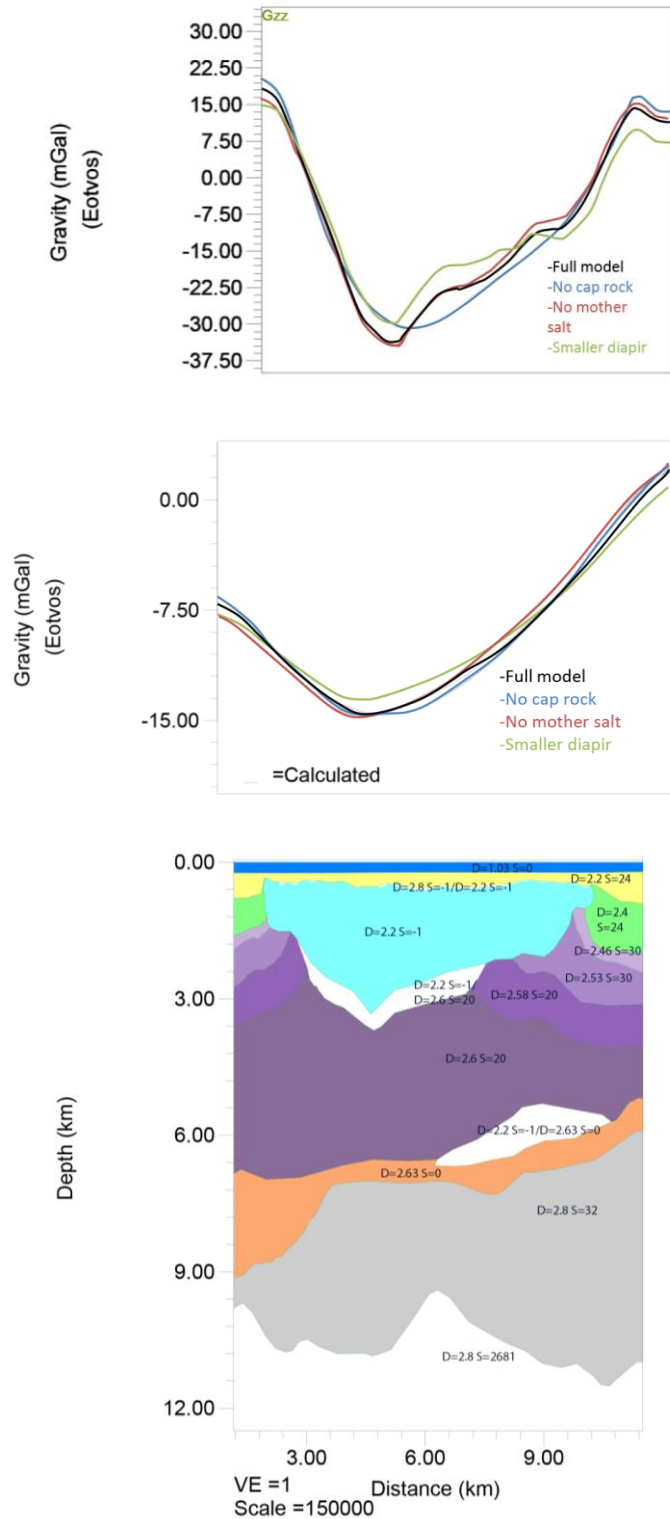 Gzz
30.00
22.50
15.00
7.50
0.00
-7.50
-15.00
-22.50
-30.00
-37.50
Gravity (mGal)
(Eotvos)
-Full model
-No cap rock
-No mother
salt
-Smaller diapir
0.00
-7.50
-15.00
Gravity (mGal)
(Eotvos)
-Full model
-No cap rock
-No mother salt
-Smaller diapir
_ =Calculated
0.00
3.00
6.00
9.00
12.00
Depth (km)
D=1.03 S=0
D=2.2 S=24
D=2.8 S=-1/D=2.2 S=-1
D=2.4
S=24
D=2.2 S=-1
D=2.46 S=30
D=2.53 S=30
D=2.2 S=-1
D=2.6 S=20
D=2.58 S=20
D=2.6 S=20
D=2.2 S=-1/D=2.63 S=0
D=2.63 S=0
D=2.8 S=32
D=2.8 S=2681
3.00 6.00 9.00
VE =1 Distance (km)
Scale =150000